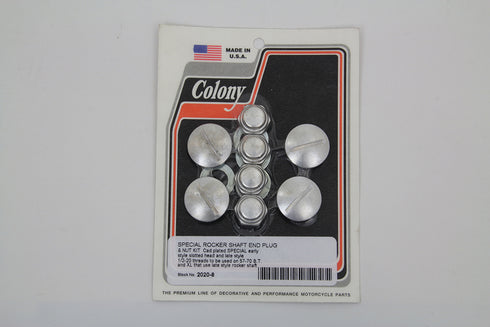 MADE IN
U.S.A.
Colony
SPECIAL ROCKER SHAFT END PLUG
& NUT KIT. Cad plated SPECIAL early
style slotted head and late style
1/2-20 threads to be used on 57-70 B.T.
and XL that use late style rocker shaft
Stock No. 2020-8
THE PREMIUM LINE OF DECORATIVE AND PERFORMANCE MOTORCYCLE PARTS